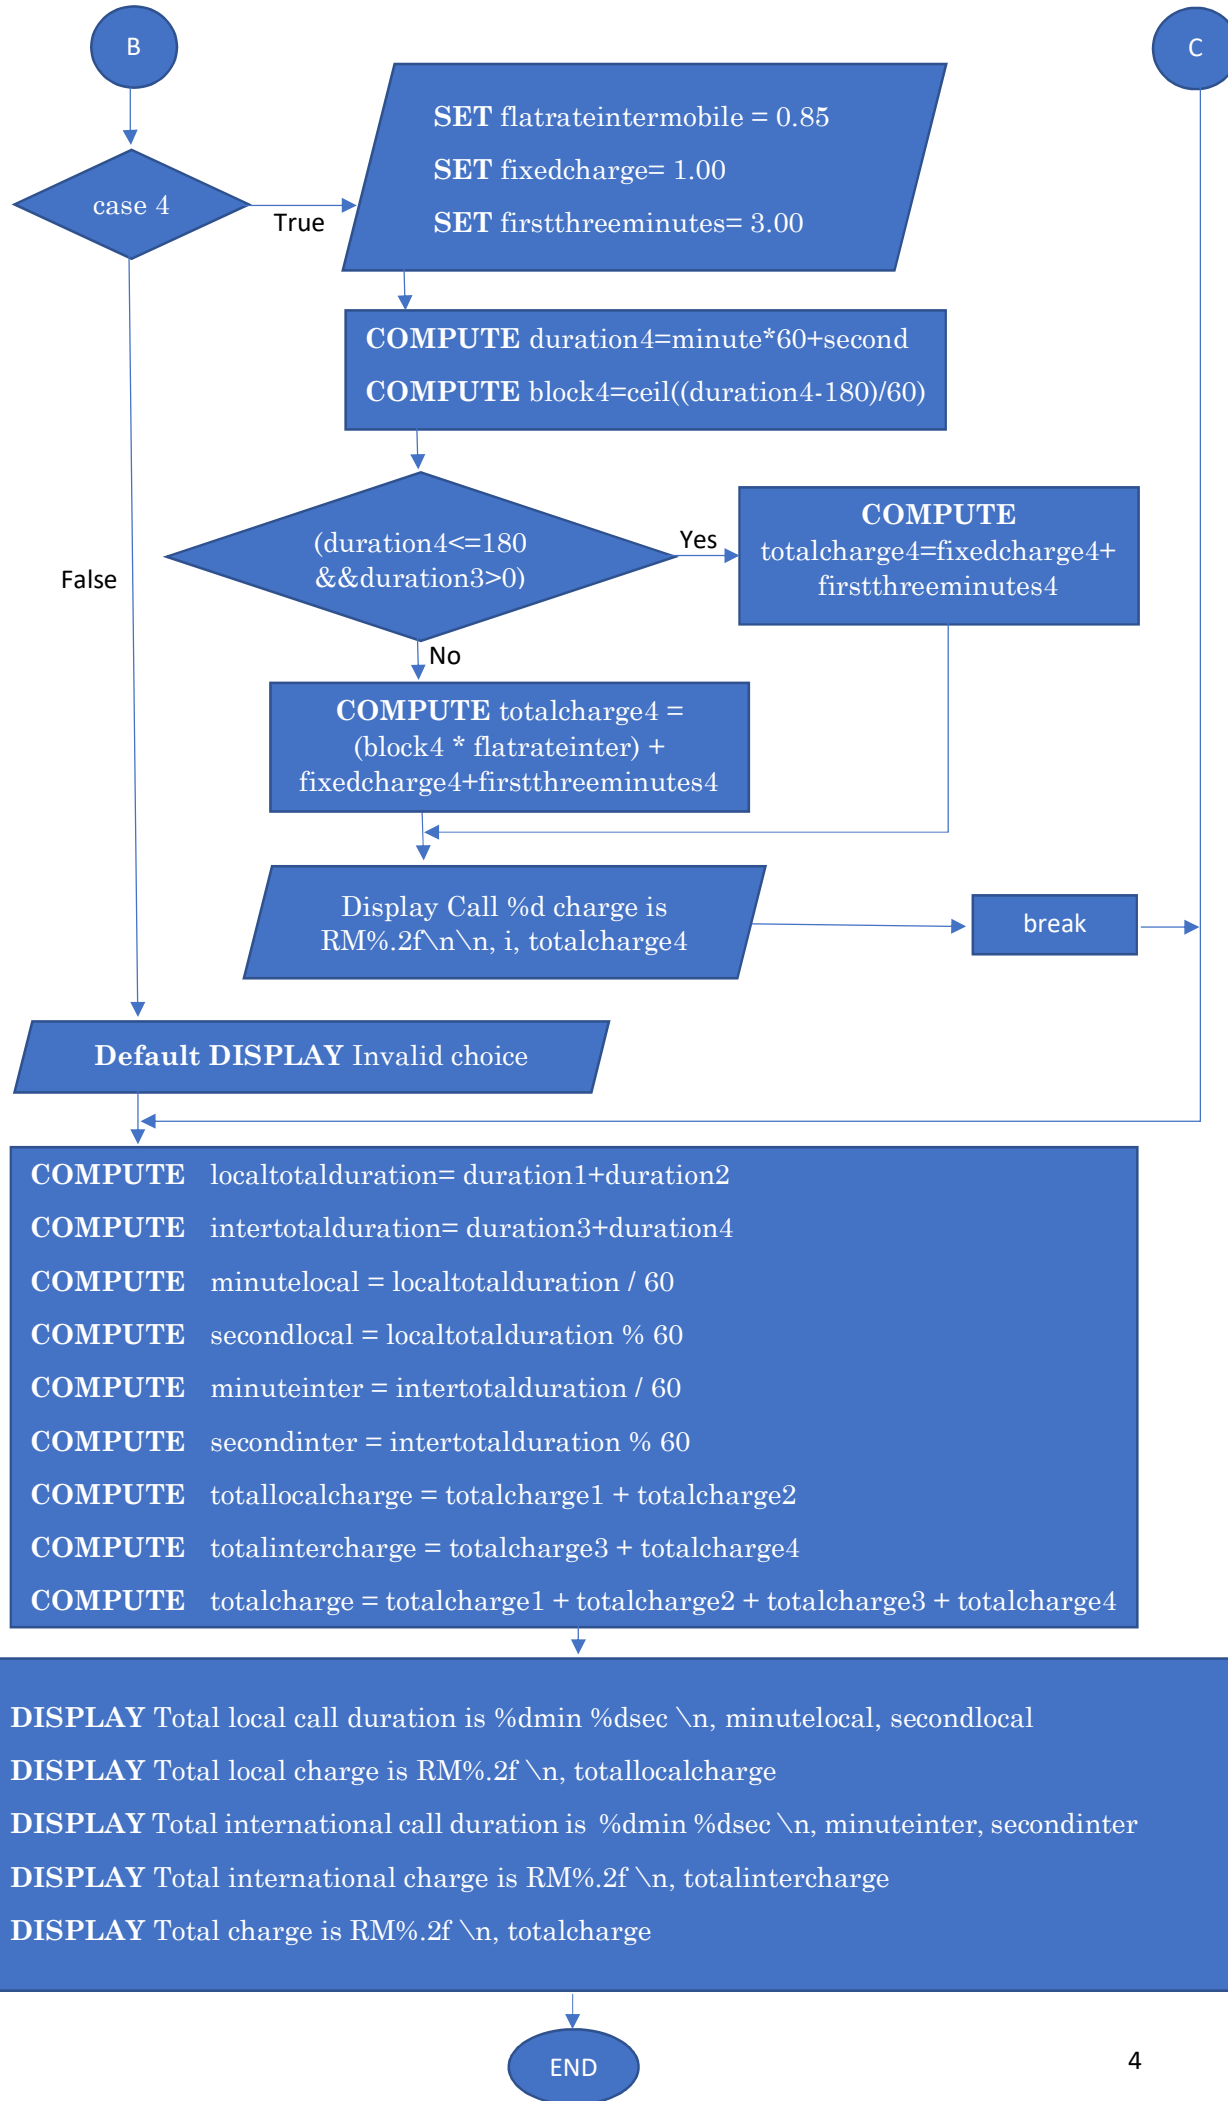 B
C
SET flatrateintermobile = 0.85
SET fixedcharge= 1.00
SET firstthreeminutes= 3.00
case 4
True
COMPUTE duration4=minute*60+second
COMPUTE block4=ceil((duration4-180)/60)
(duration4<=180
&&duration3>0)
Yes
COMPUTE
totalcharge4=fixedcharge4+
firstthreeminutes4
False
No
COMPUTE totalcharge4 =
(block4 * flatrateinter) +
fixedcharge4+firstthreeminutes4
Display Call %d charge is
RM%.2f\n\n, i, totalcharge4
break
Default DISPLAY Invalid choice
COMPUTE localtotalduration= duration1+duration2
COMPUTE intertotalduration= duration3+duration4
COMPUTE minutelocal = localtotalduration / 60
COMPUTE secondlocal = localtotalduration % 60
COMPUTE minuteinter = intertotalduration / 60
COMPUTE secondinter = intertotalduration % 60
COMPUTE totallocalcharge = totalcharge1 + totalcharge2
COMPUTE totalintercharge = totalcharge3 + totalcharge4
COMPUTE totalcharge = totalcharge1 + totalcharge2 + totalcharge3 + totalcharge4
DISPLAY Total local call duration is %dmin %dsec \n, minutelocal, secondlocal
DISPLAY Total local charge is RM%.2f \n, totallocalcharge
DISPLAY Total international call duration is %dmin %dsec \n, minuteinter, secondinter
DISPLAY Total international charge is RM%.2f \n, totalintercharge
DISPLAY Total charge is RM%.2f \n, totalcharge
END
4